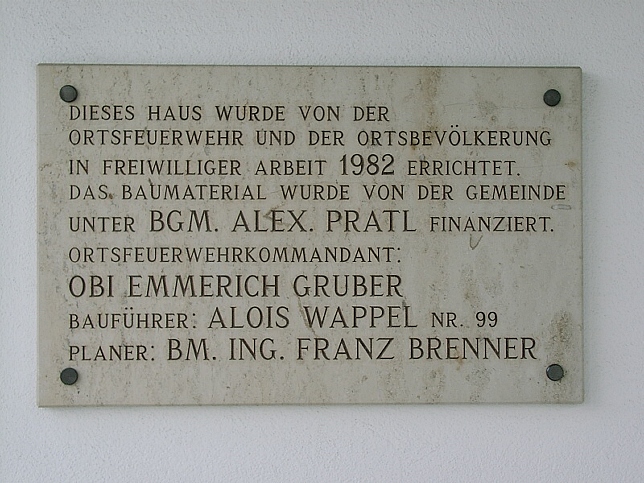 DIESES HAUS WURDE VON DER
ORTSFEUERWEHR UND DER ORTSBEVÖLKERUNG
IN FREIWILLIGER ARBEIT 1982 ERRICHTET.
DAS BAUMATERIAL WURDE VON DER GEMEINDE
UNTER BGM. ALEX. PRATL FINANZIERT.
ORTSFEUERWEHRKOMMANDANT:
OBI EMMERICH GRUBER
BAUFÜHRER: ALOIS WAPPEL NR. 99
PLANER: BM. ING. FRANZ BRENNER